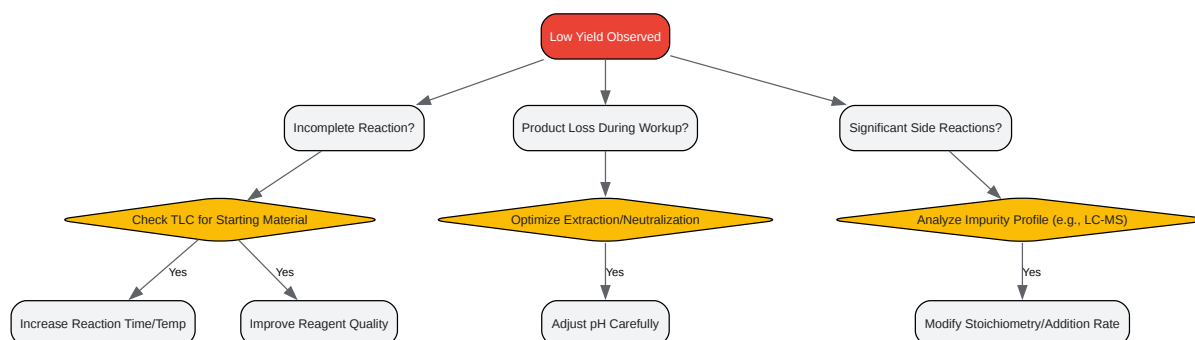 Low Yield Observed
Incomplete Reaction?
Product Loss During Workup?
Significant Side Reactions?
Check TLC for Starting Material
Optimize Extraction/Neutralization
Analyze Impurity Profile (e.g., LC-MS)
Yes
Yes
Yes
Yes
Increase Reaction Time/Temp
Improve Reagent Quality
Adjust pH Carefully
Modify Stoichiometry/Addition Rate